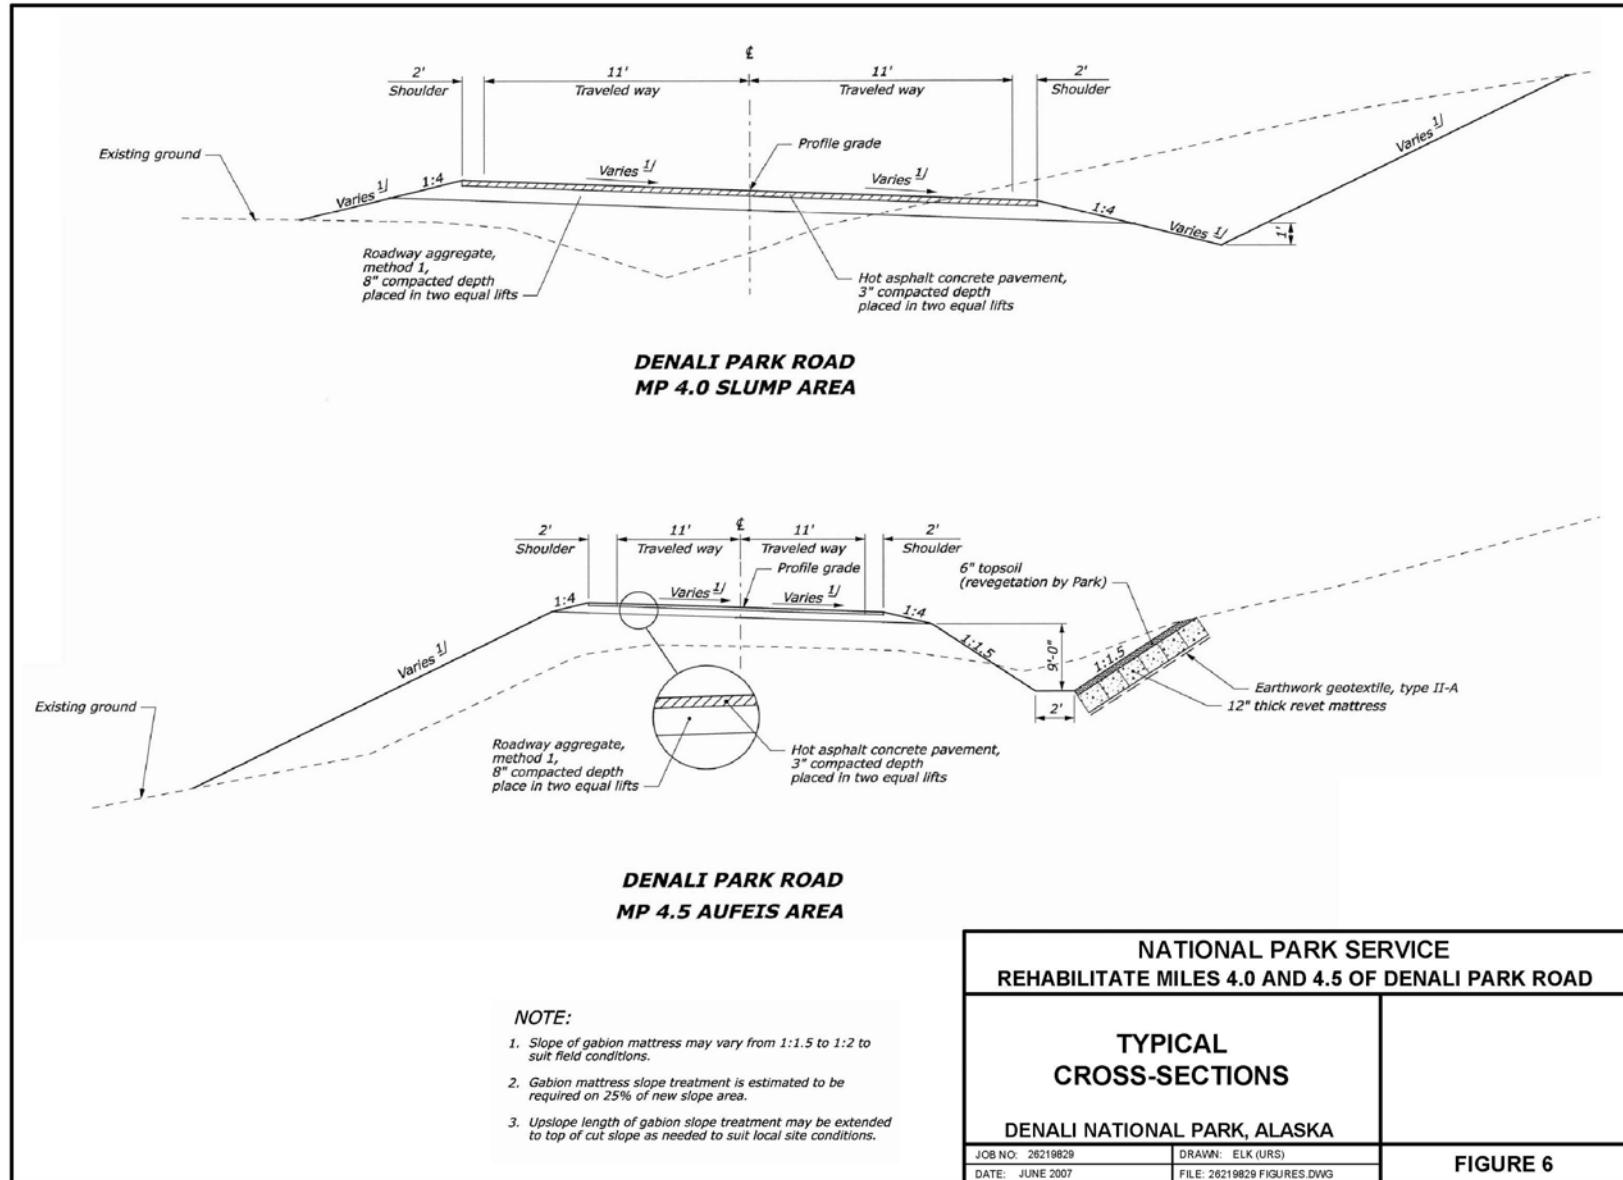 ℄
2' 11' 11' 2'
Shoulder Traveled way Traveled way Shoulder
Existing ground
Profile grade
Varies 1/
1:4
Varies 1/
Varies 1/
1:4
Varies 1/
1'
Varies 1/
Roadway aggregate,
method 1,
8" compacted depth
placed in two equal lifts
Hot asphalt concrete pavement,
3" compacted depth
placed in two equal lifts
DENALI PARK ROAD
MP 4.0 SLUMP AREA
℄
2' 11' 11' 2'
Shoulder Traveled way Traveled way Shoulder
Profile grade
6" topsoil
(revegetation by Park)
1:4
Varies 1/
Varies 1/
1:4
Varies 1/
1:1.5
9'-0"
1:1.5
2'
Earthwork geotextile, type II-A
12" thick revet mattress
Existing ground
Roadway aggregate,
method 1,
8" compacted depth
place in two equal lifts
Hot asphalt concrete pavement,
3" compacted depth
placed in two equal lifts
DENALI PARK ROAD
MP 4.5 AUFEIS AREA
NOTE:
1. Slope of gabion mattress may vary from 1:1.5 to 1:2 to
suit field conditions.
2. Gabion mattress slope treatment is estimated to be
required on 25% of new slope area.
3. Upslope length of gabion slope treatment may be extended
to top of cut slope as needed to suit local site conditions.
NATIONAL PARK SERVICE
REHABILITATE MILES 4.0 AND 4.5 OF DENALI PARK ROAD
TYPICAL
CROSS-SECTIONS
DENALI NATIONAL PARK, ALASKA
JOB NO: 26219829 DRAWN: ELK (URS)
DATE: JUNE 2007 FILE: 26219829 FIGURES.DWG
FIGURE 6